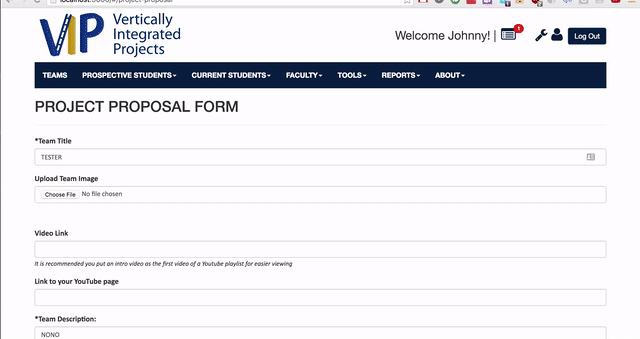 localhost:3000/#/project-proposal
VIP Vertically
Integrated
Projects
Welcome Johnny! | 1 Log Out
TEAMS PROSPECTIVE STUDENTS CURRENT STUDENTS FACULTY TOOLS REPORTS ABOUT
PROJECT PROPOSAL FORM
*Team Title
TESTER
Upload Team Image
Choose File No file chosen
Video Link
It is recommended you put an intro video as the first video of a Youtube playlist for easier viewing
Link to your YouTube page
*Team Description:
NONO